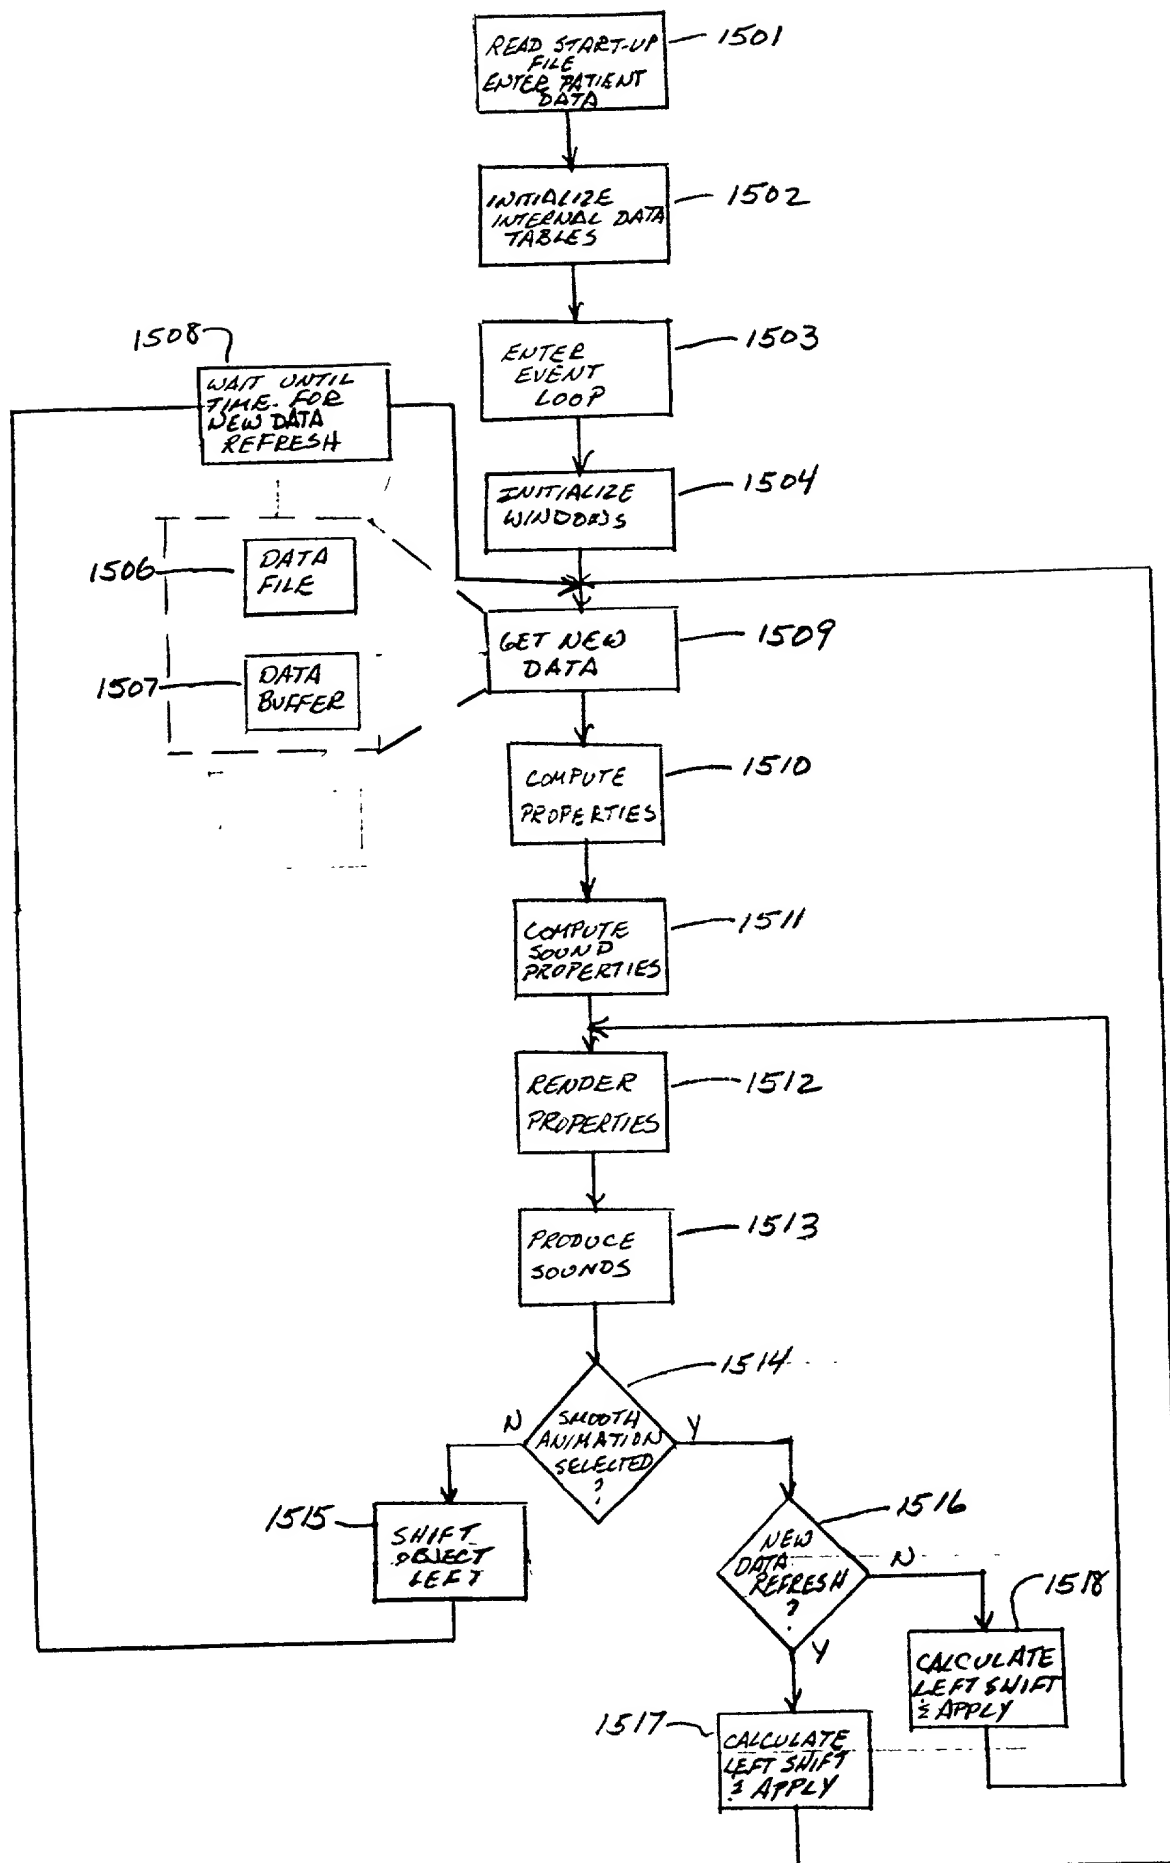 READ START-UP
FILE
ENTER PATIENT
DATA
1501
INITIALIZE
INTERNAL DATA
TABLES
1502
ENTER
EVENT
LOOP
1503
1508
WAIT UNTIL
TIME FOR
NEW DATA
REFRESH
INITIALIZE
WINDOWS
1504
1506
DATA
FILE
1507
DATA
BUFFER
GET NEW
DATA
1509
COMPUTE
PROPERTIES
1510
COMPUTE
SOUND
PROPERTIES
1511
RENDER
PROPERTIES
1512
PRODUCE
SOUNDS
1513
1514
N
SMOOTH
ANIMATION
SELECTED
?
Y
1515
SHIFT
OBJECT
LEFT
1516
NEW
DATA
REFRESH
?
N
Y
1518
CALCULATE
LEFT SHIFT
& APPLY
1517
CALCULATE
LEFT SHIFT
& APPLY